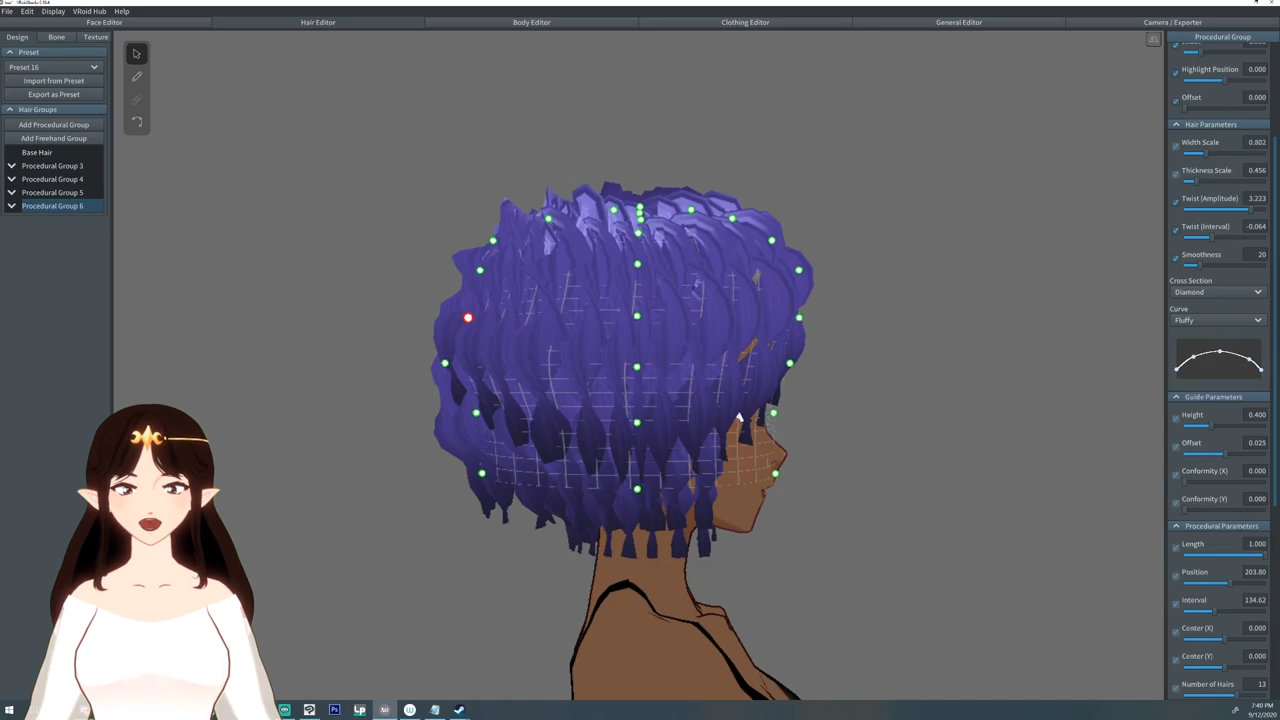 File Edit Display VRoid Hub Help
Face Editor Hair Editor Body Editor Clothing Editor General Editor Camera / Exporter
Design Bone Texture
Preset
Preset 16
Import from Preset
Export as Preset
Hair Groups
Add Procedural Group
Add Freehand Group
Base Hair
Procedural Group 3
Procedural Group 4
Procedural Group 5
Procedural Group 6
Procedural Group
Highlight Position 0.000
Offset 0.000
Hair Parameters
Width Scale 0.802
Thickness Scale 0.456
Twist (Amplitude) 3.223
Twist (Interval) -0.064
Smoothness 20
Cross Section
Diamond
Curve
Fluffy
Guide Parameters
Height 0.400
Offset 0.025
Conformity (X) 0.000
Conformity (Y) 0.000
Procedural Parameters
Length 1.000
Position 203.80
Interval 134.62
Center (X) 0.000
Center (Y) 0.000
Number of Hairs 13
7:40 PM
9/12/2020